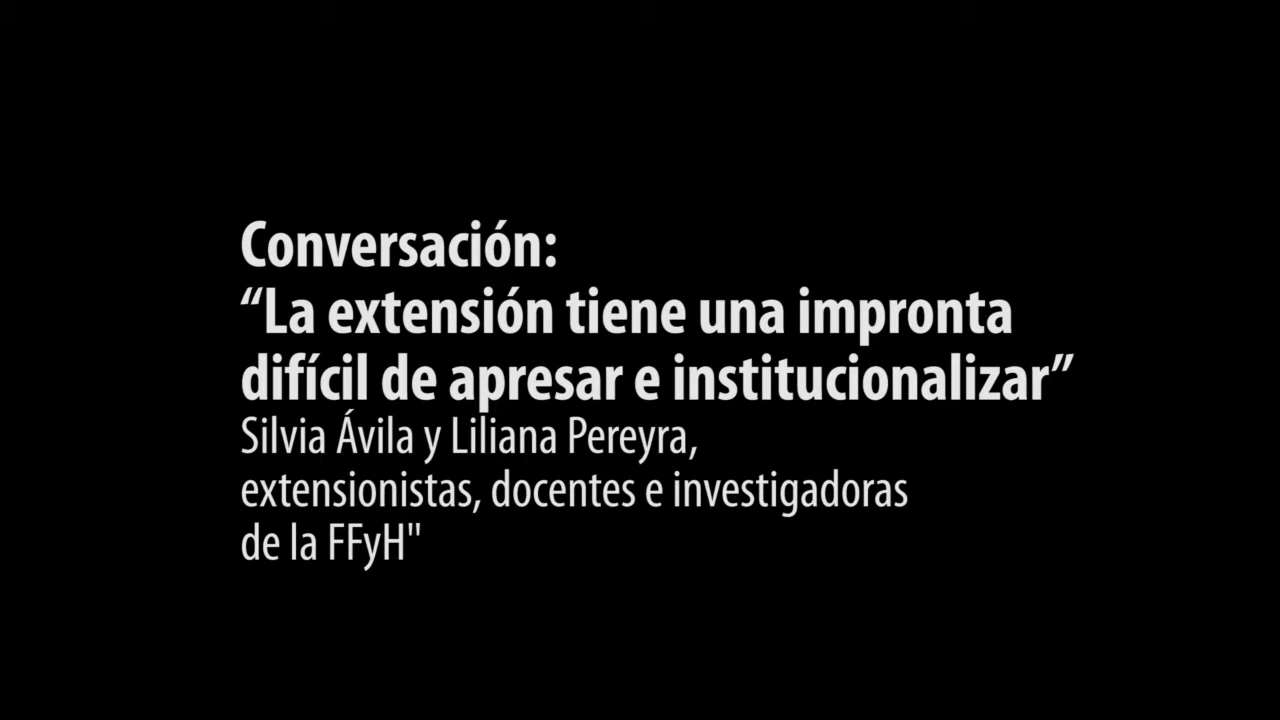 Conversación:
“La extensión tiene una impronta
difícil de apresar e institucionalizar”
Silvia Ávila y Liliana Pereyra,
extensionistas, docentes e investigadoras
de la FFyH"